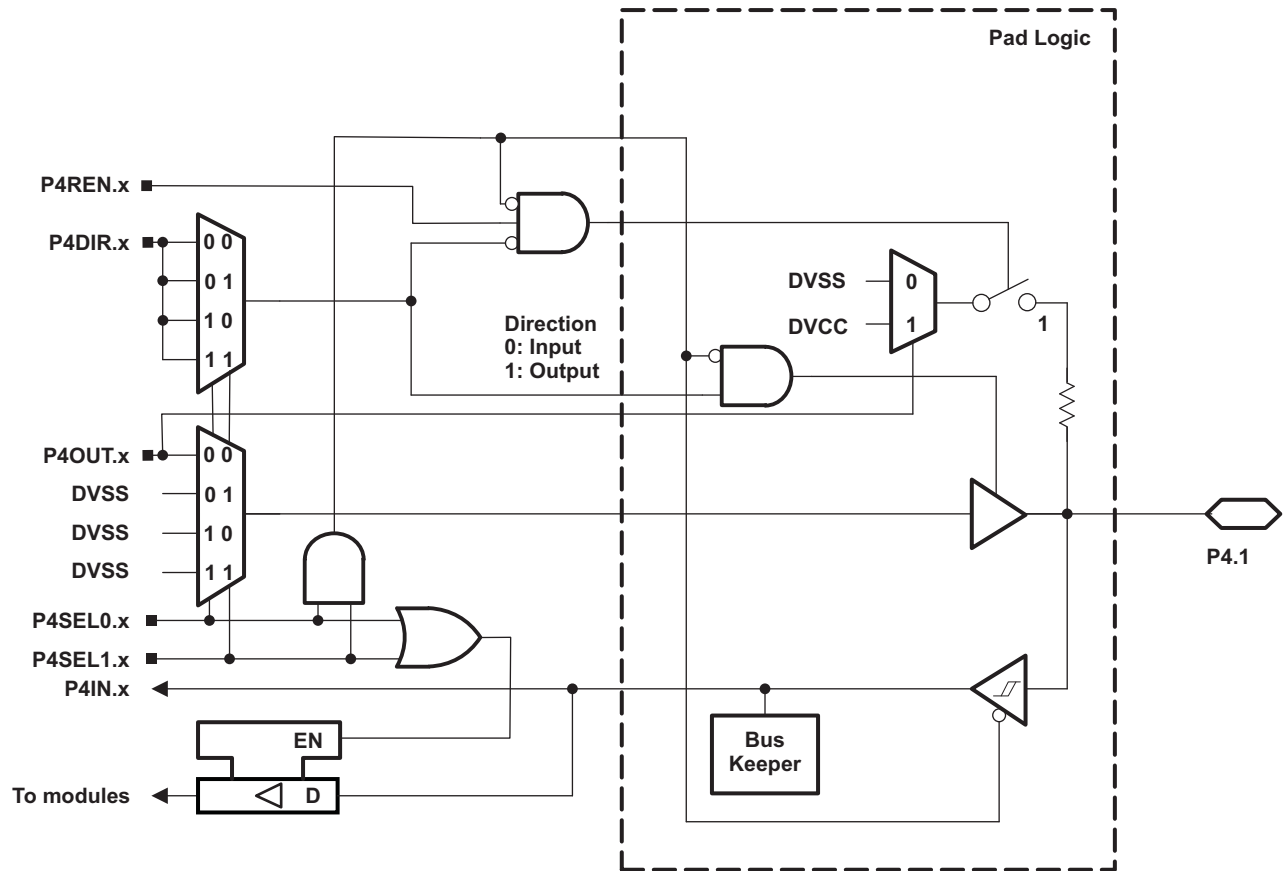 Pad Logic
P4REN.x
P4DIR.x
0 0
0 1
1 0
1 1
Direction
0: Input
1: Output
DVSS
0
DVCC
1
1
P4OUT.x
0 0
DVSS
0 1
DVSS
1 0
DVSS
1 1
P4.1
P4SEL0.x
P4SEL1.x
P4IN.x
EN
Bus
Keeper
To modules
D